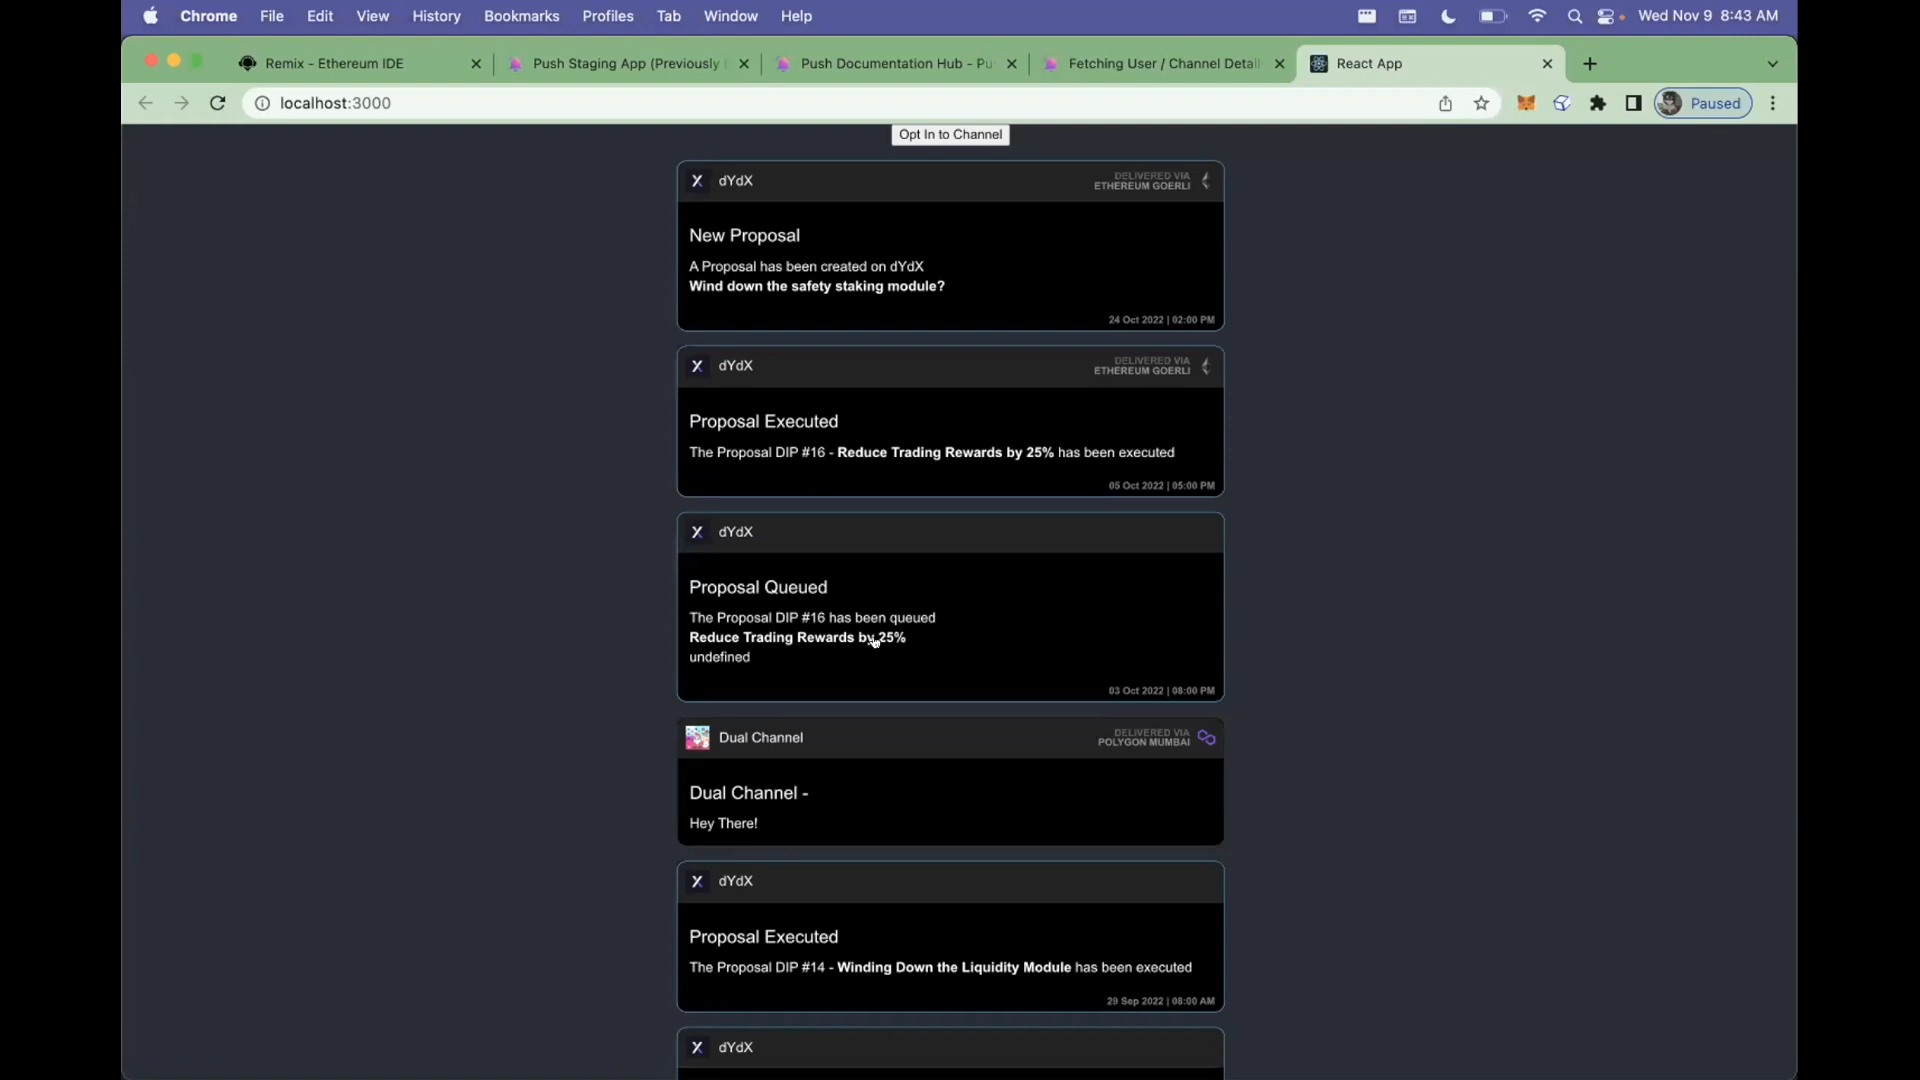 Chrome File Edit View History Bookmarks Profiles Tab Window Help Wed Nov 9 8:43 AM
Remix - Ethereum IDE Push Staging App (Previously Push Documentation Hub - Pu Fetching User / Channel Detail React App
localhost:3000 Paused
Opt In to Channel
X dYdX DELIVERED VIA
ETHEREUM GOERLI
New Proposal
A Proposal has been created on dYdX
Wind down the safety staking module?
24 Oct 2022 | 02:00 PM
X dYdX DELIVERED VIA
ETHEREUM GOERLI
Proposal Executed
The Proposal DIP #16 - Reduce Trading Rewards by 25% has been executed
05 Oct 2022 | 05:00 PM
X dYdX
Proposal Queued
The Proposal DIP #16 has been queued
Reduce Trading Rewards by 25%
undefined
03 Oct 2022 | 08:00 PM
Dual Channel DELIVERED VIA
POLYGON MUMBAI
Dual Channel -
Hey There!
X dYdX
Proposal Executed
The Proposal DIP #14 - Winding Down the Liquidity Module has been executed
29 Sep 2022 | 08:00 AM
X dYdX